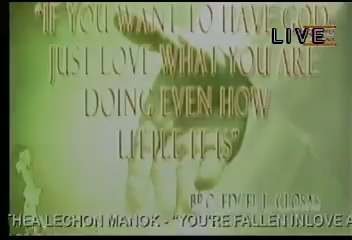 "IF YOU WANT TO HAVE GOD
LIVE
JUST LOVE WHAT YOU ARE
DOING EVEN HOW
LITTLE IT IS"
BRO.
THEA LECHON MANOK - "YOU'RE FALLEN INLOVE A